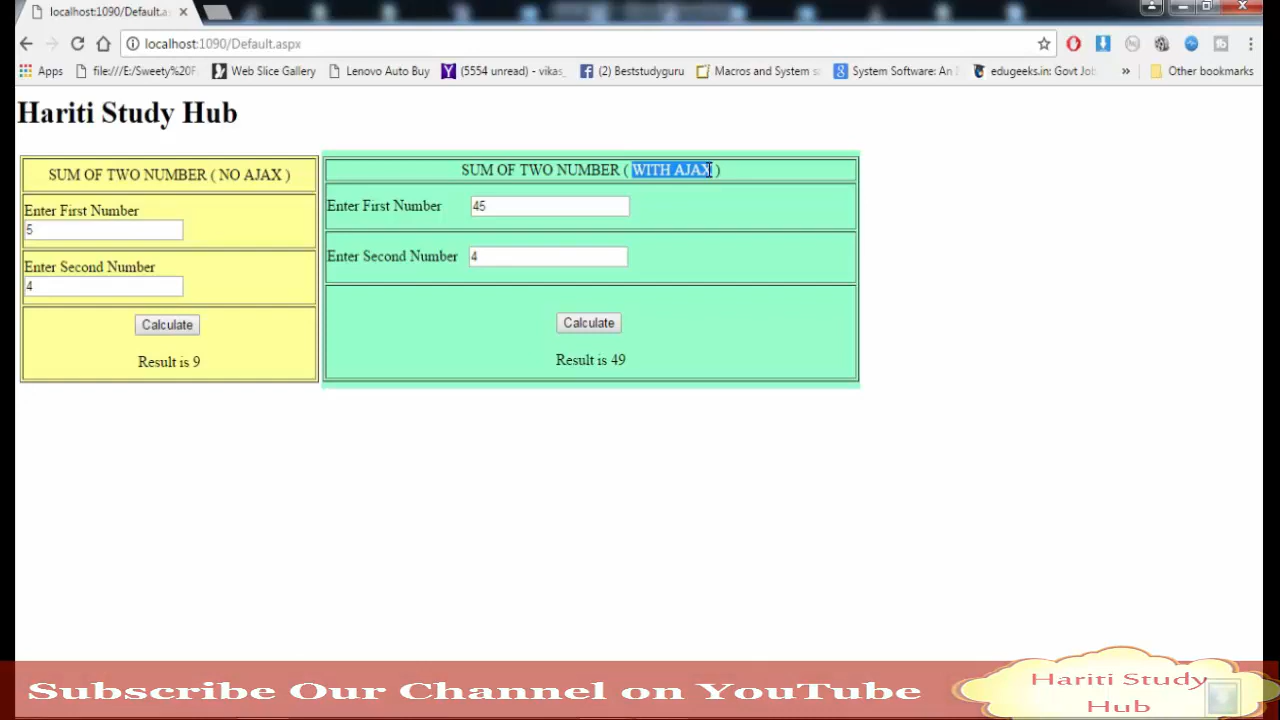 localhost:1090/Default.a
localhost:1090/Default.aspx
Apps
file:///E:/Sweety%20F
Web Slice Gallery
Lenovo Auto Buy
(5554 unread) - vikas_
(2) Beststudyguru
Macros and System s
System Software: An
edugeeks.in: Govt Job
»
Other bookmarks
Hariti Study Hub
SUM OF TWO NUMBER ( NO AJAX )
Enter First Number
5
Enter Second Number
4
Calculate
Result is 9
SUM OF TWO NUMBER ( WITH AJAX )
Enter First Number 45
Enter Second Number 4
Calculate
Result is 49
Subscribe Our Channel on YouTube
Hariti Study
Hub